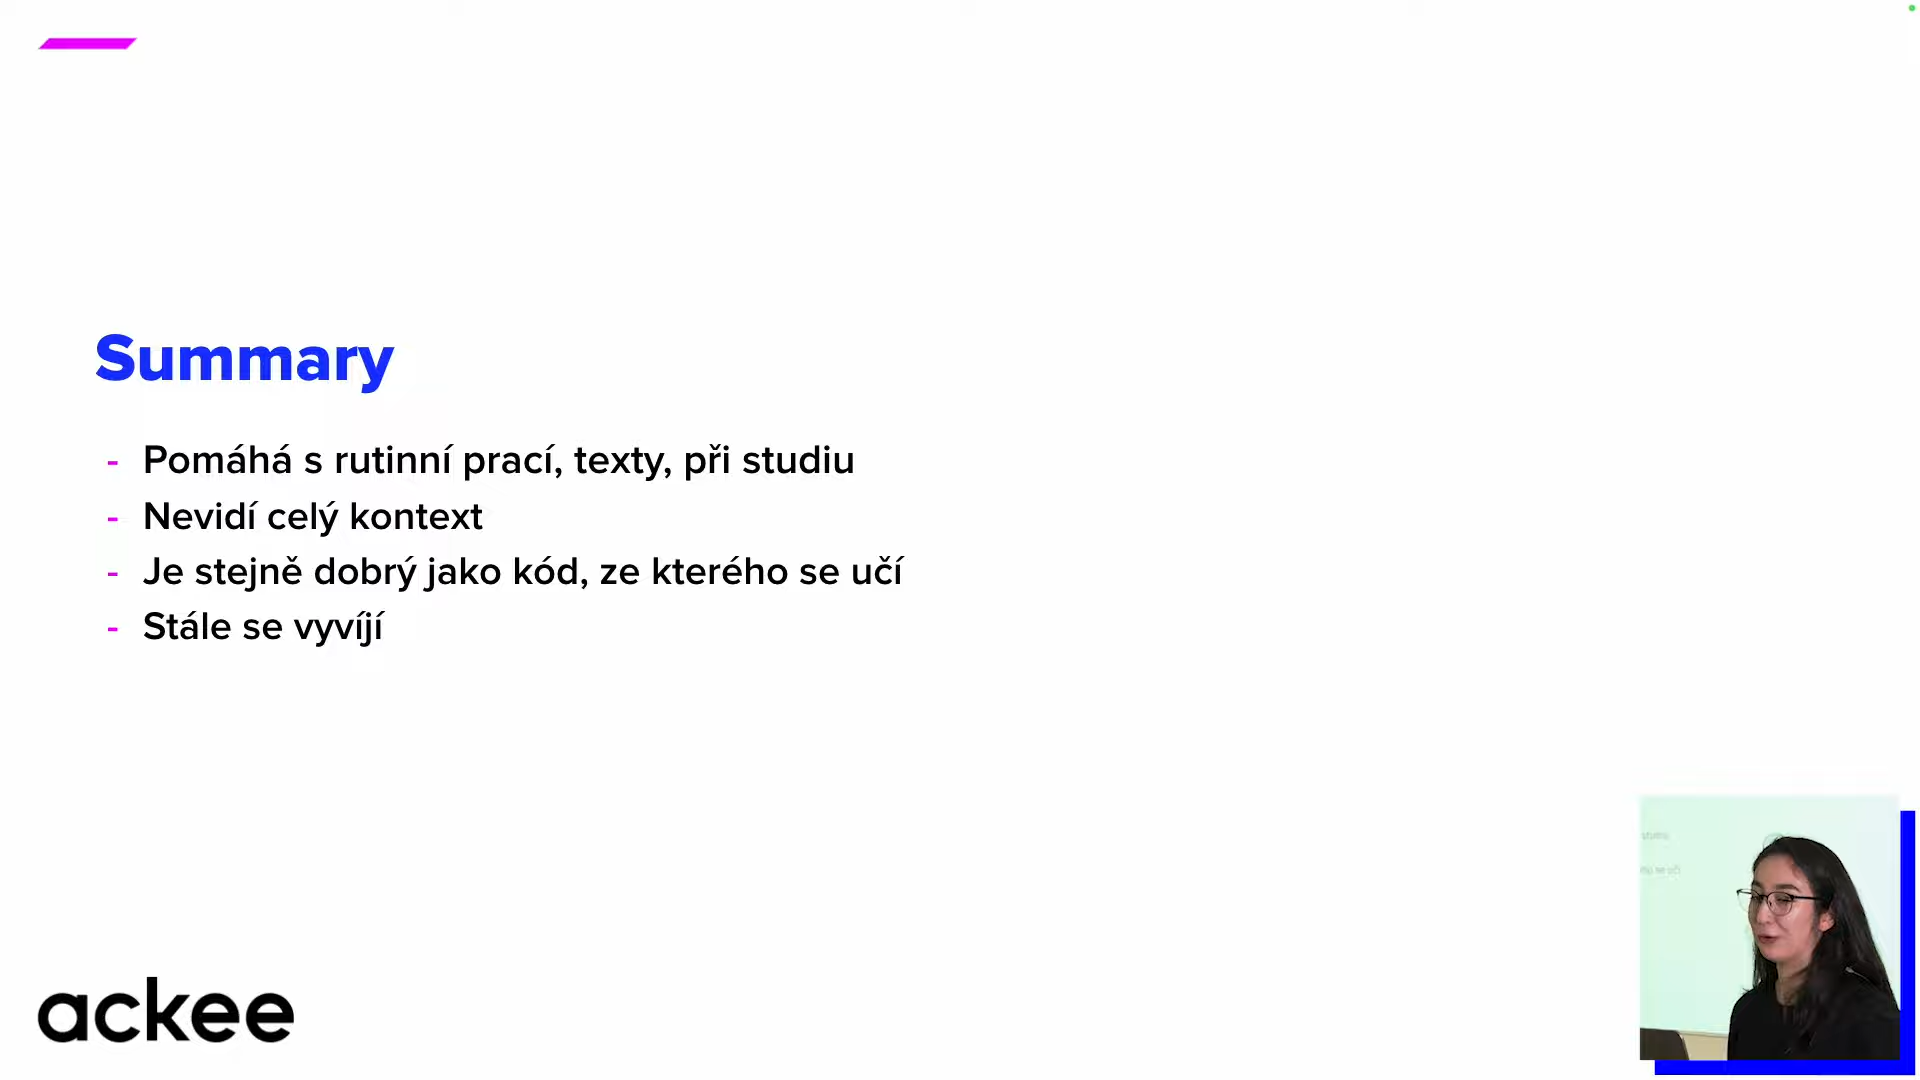 Summary
- Pomáhá s rutinní prací, texty, při studiu
- Nevidí celý kontext
- Je stejně dobrý jako kód, ze kterého se učí
- Stále se vyvíjí
ackee